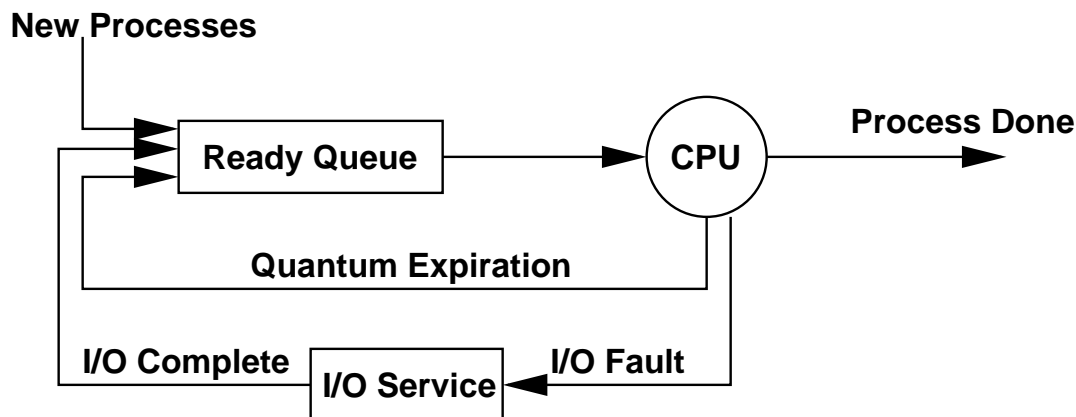 New Processes
Process Done
Ready Queue
CPU
Quantum Expiration
I/O Complete
I/O Fault
I/O Service